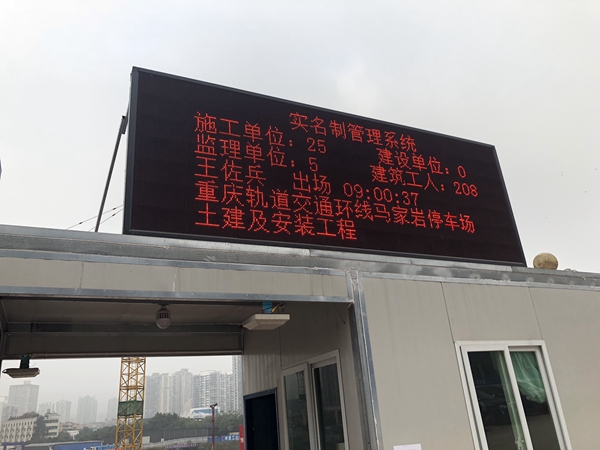 实名制管理系统
施工单位：25 建设单位：0
监理单位：5 建筑工人：208
王佐兵 出场 09:00:37
重庆轨道交通环线马家岩停车场
土建及安装工程